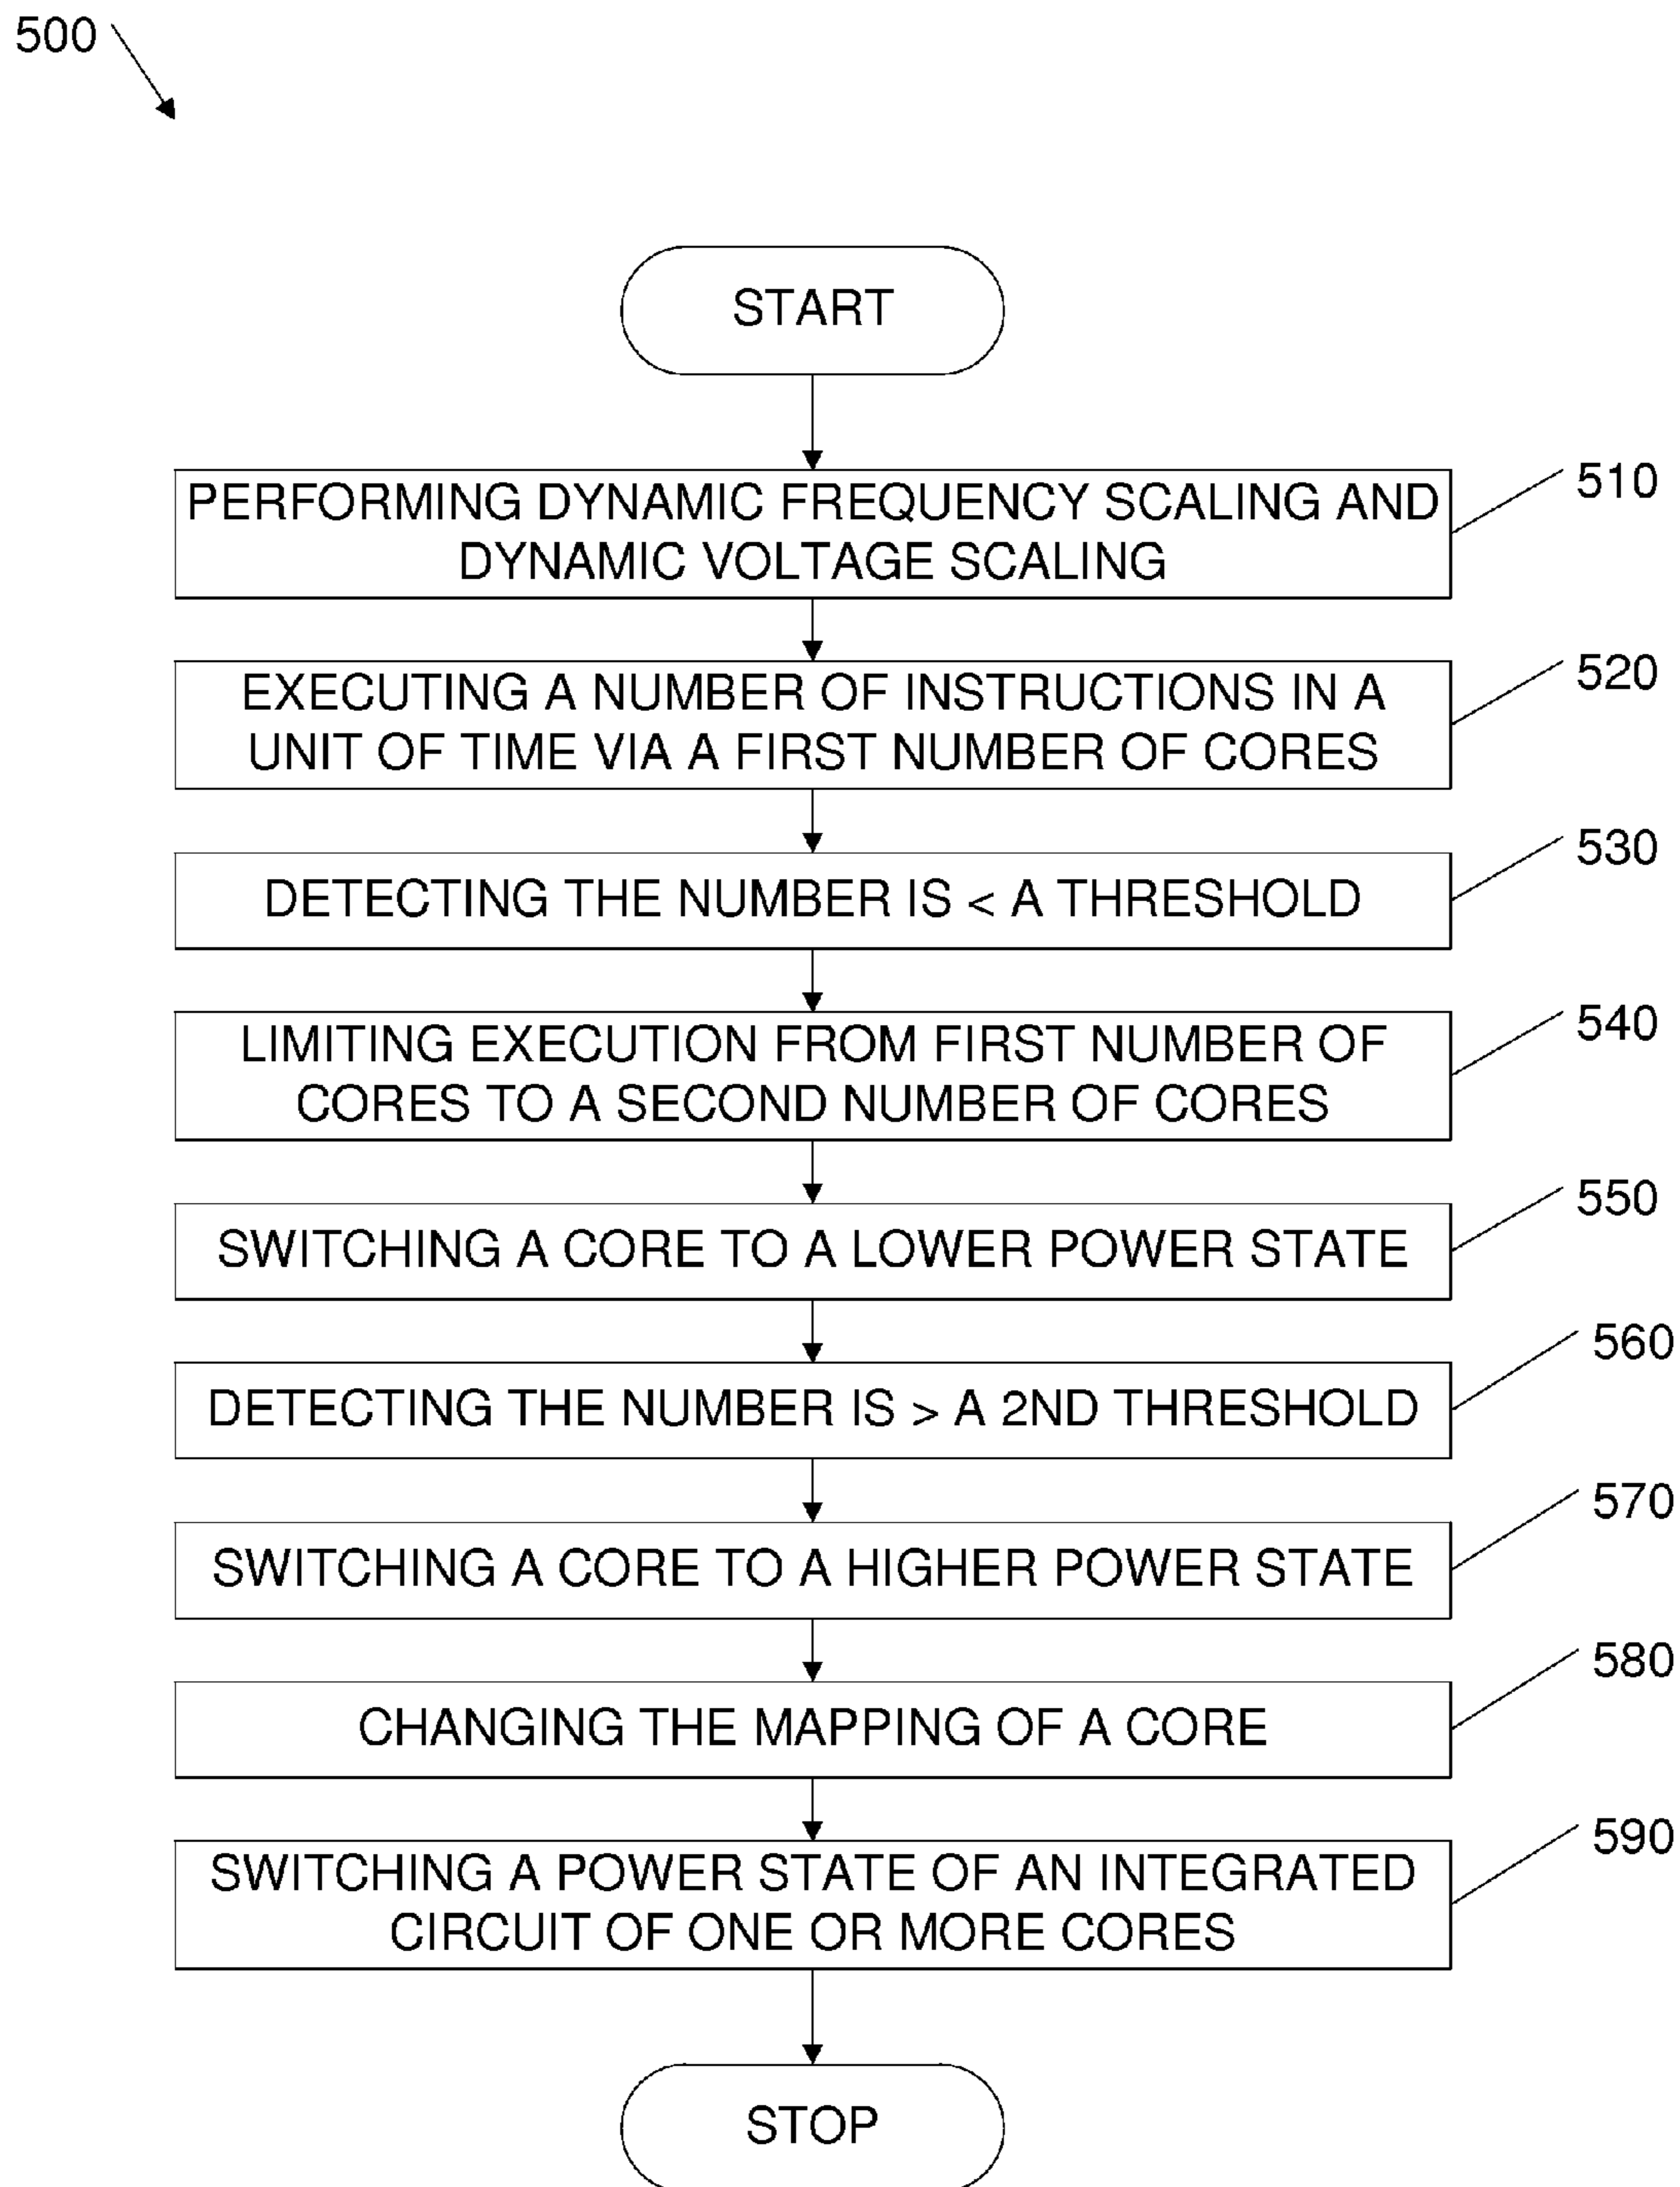 500
START
PERFORMING DYNAMIC FREQUENCY SCALING AND
DYNAMIC VOLTAGE SCALING
510
EXECUTING A NUMBER OF INSTRUCTIONS IN A
UNIT OF TIME VIA A FIRST NUMBER OF CORES
520
DETECTING THE NUMBER IS < A THRESHOLD
530
LIMITING EXECUTION FROM FIRST NUMBER OF
CORES TO A SECOND NUMBER OF CORES
540
SWITCHING A CORE TO A LOWER POWER STATE
550
DETECTING THE NUMBER IS > A 2ND THRESHOLD
560
SWITCHING A CORE TO A HIGHER POWER STATE
570
CHANGING THE MAPPING OF A CORE
580
SWITCHING A POWER STATE OF AN INTEGRATED
CIRCUIT OF ONE OR MORE CORES
590
STOP